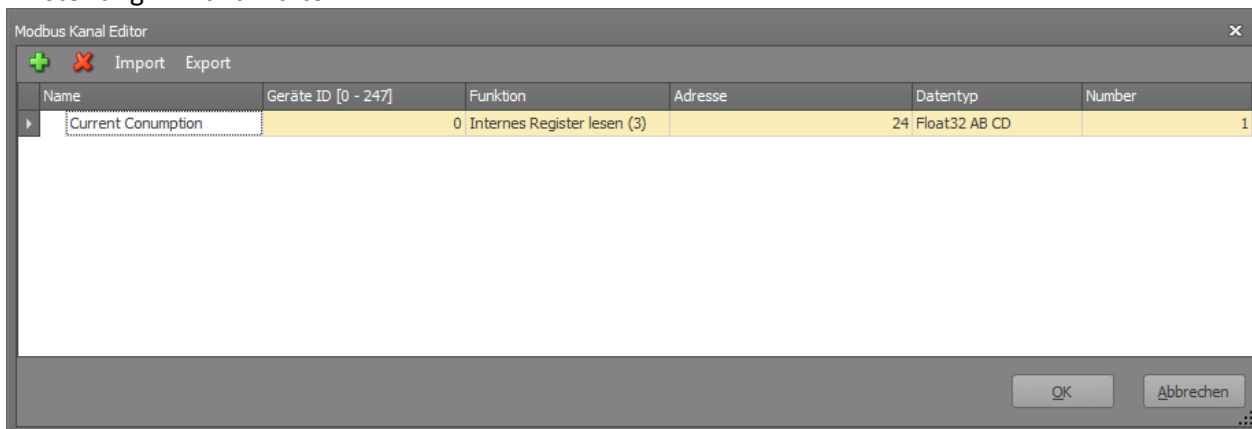 Modbus Kanal Editor
Import Export
Name Geräte ID [0 - 247] Funktion Adresse Datentyp Number
Current Conumption 0 Internes Register lesen (3) 24 Float32 AB CD 1
OK Abbrechen